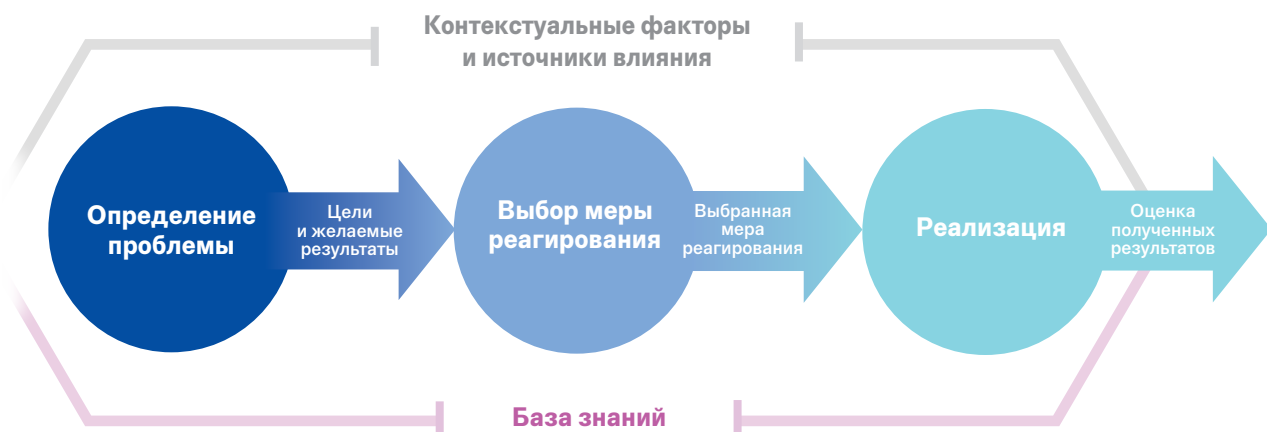 Контекстуальные факторы
и источники влияния
Определение
проблемы
Цели
и желаемые
результаты
Выбор меры
реагирования
Выбранная
мера
реагирования
Реализация
Оценка
полученных
результатов
База знаний